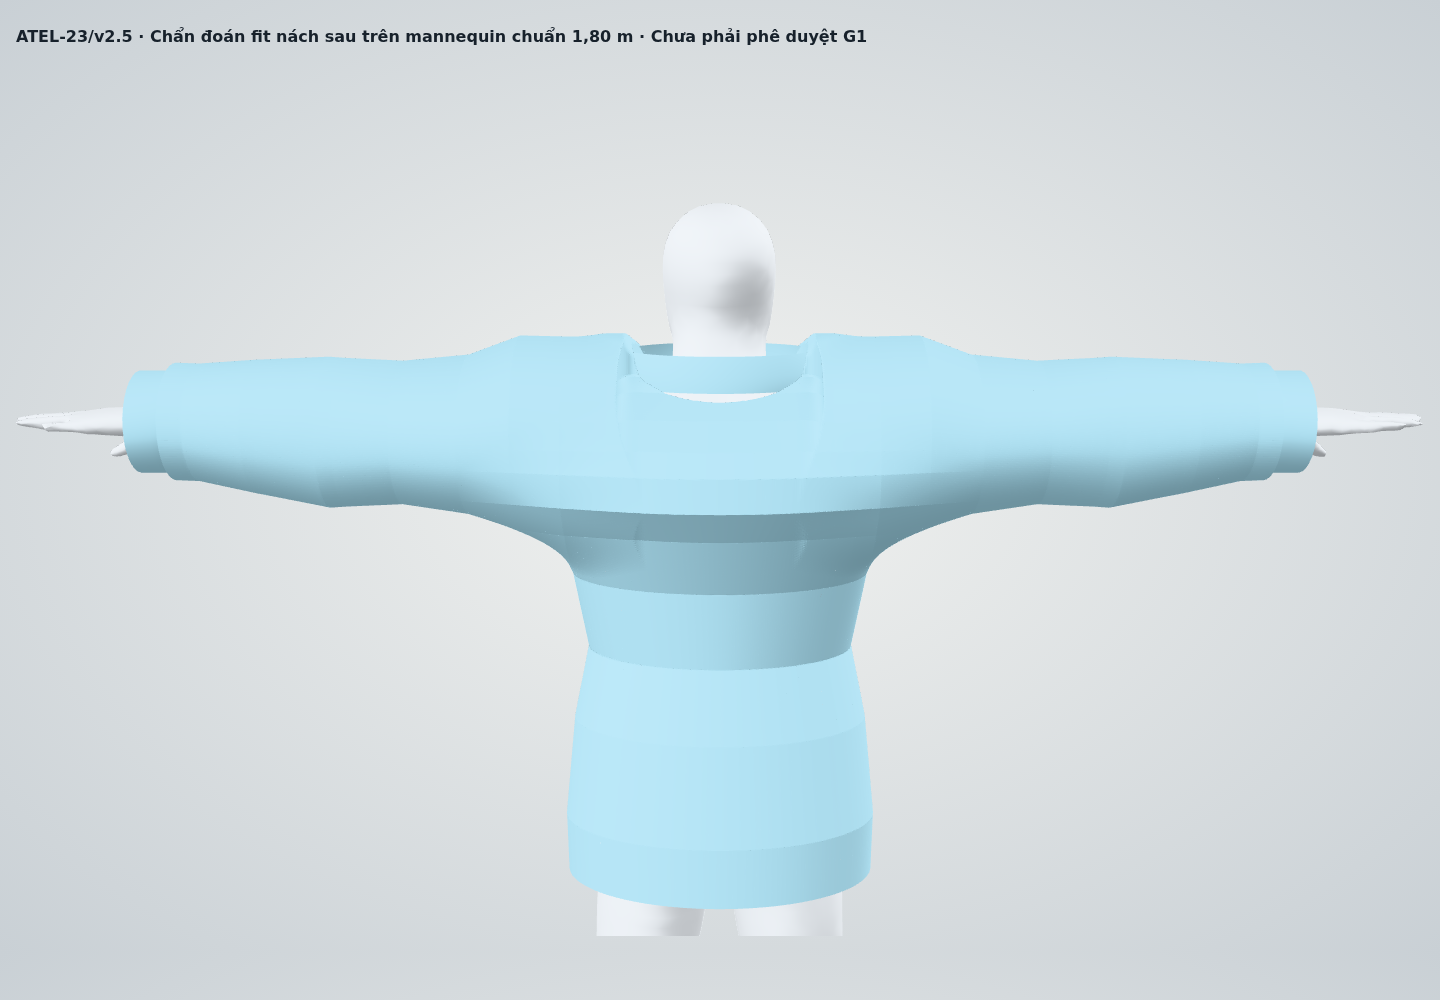 ATEL-23/v2.5 · Chẩn đoán fit nách sau trên mannequin chuẩn 1,80 m · Chưa phải phê duyệt G1